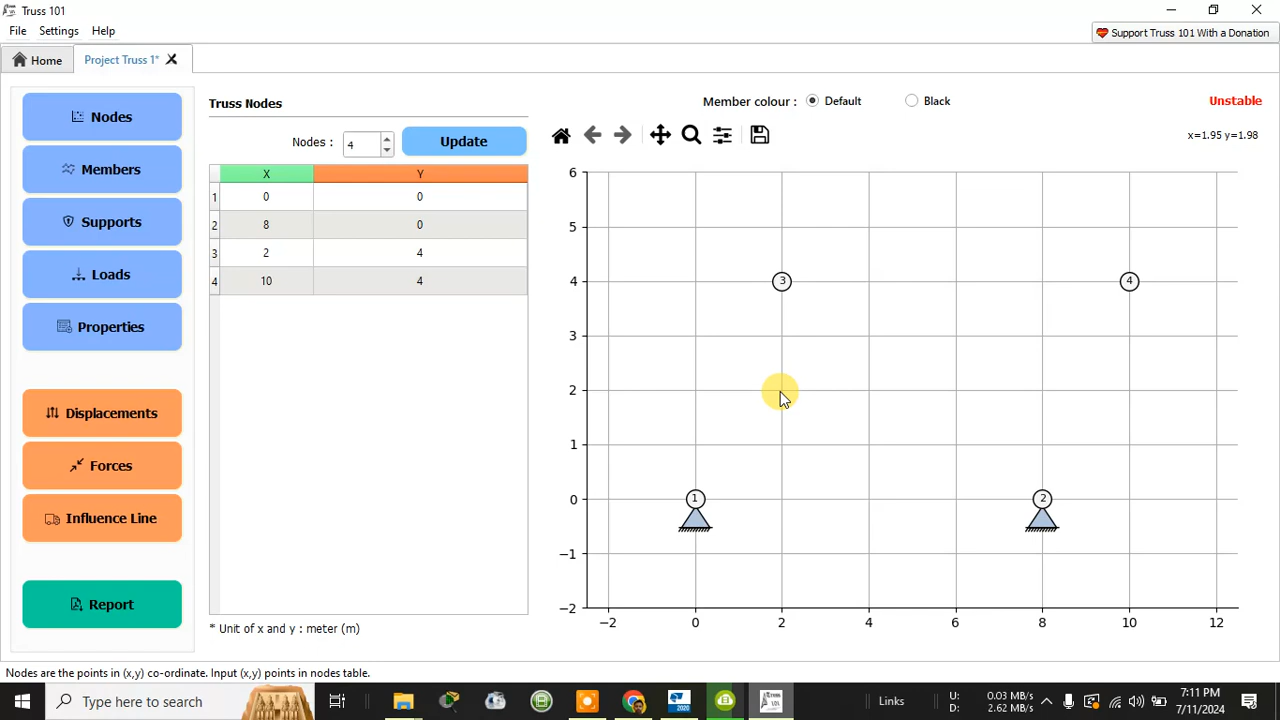 Truss 101
File Settings Help
Support Truss 101 With a Donation
Home Project Truss 1*
Nodes
Members
Supports
Loads
Properties
Displacements
Forces
Influence Line
Report
Truss Nodes
Nodes : 4 Update
X Y
1 0 0
2 8 0
3 2 4
4 10 4
* Unit of x and y : meter (m)
Member colour : Default Black
Unstable
x=1.95 y=1.98
6
5
4
3
2
1
0
−1
−2
3 4
1 2
−2 0 2 4 6 8 10 12
Nodes are the points in (x,y) co-ordinate. Input (x,y) points in nodes table.
Type here to search
2020
Links
U: 0.03 MB/s
D: 2.62 MB/s
7:11 PM
7/11/2024